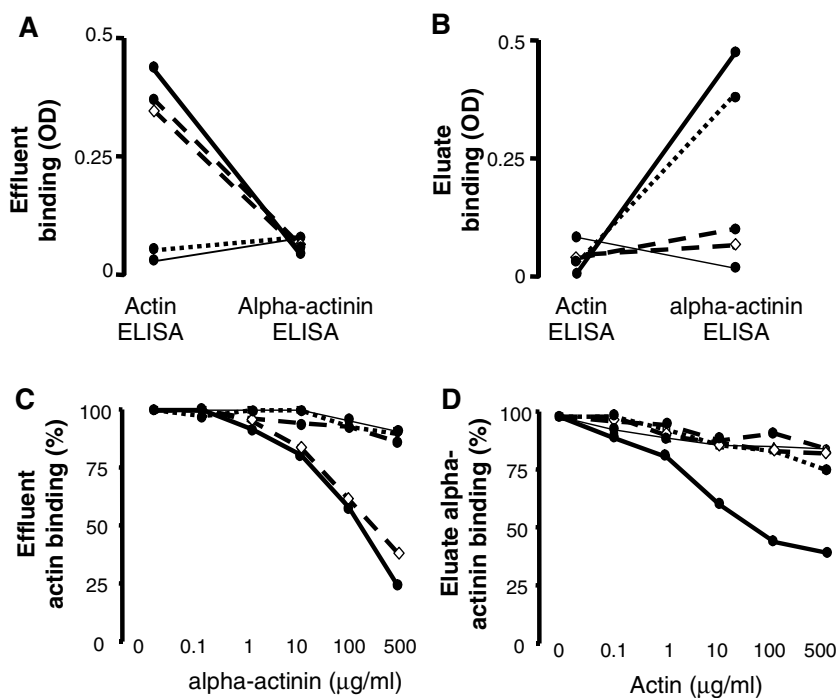 A
Effluent
binding (OD)
0.5
0.25
0
Actin
ELISA
Alpha-actinin
ELISA
B
Eluate
binding (OD)
0.5
0.25
0
Actin
ELISA
alpha-actinin
ELISA
C
Effluent
actin binding (%)
100
75
50
25
0
0 0.1 1 10 100 500
alpha-actinin (μg/ml)
D
Eluate alpha-
actinin binding (%)
100
75
50
25
0
0 0.1 1 10 100 500
Actin (μg/ml)